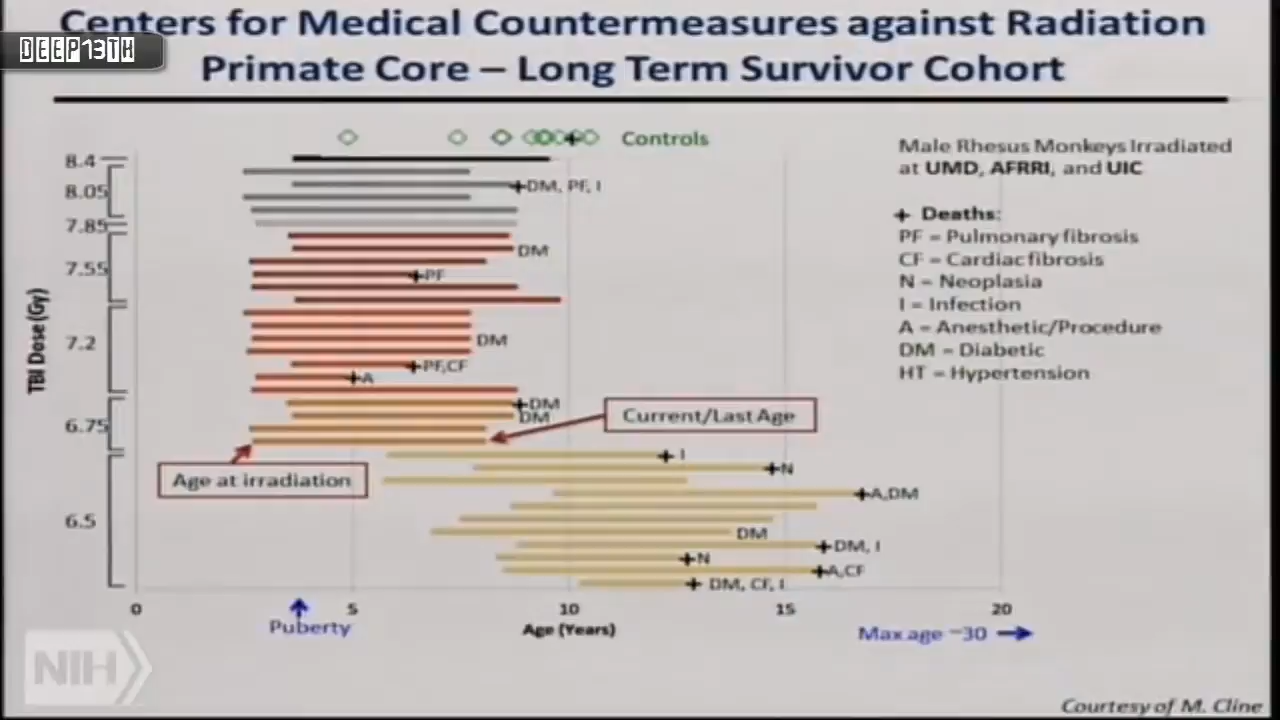 Centers for Medical Countermeasures against Radiation
DEEP13TH
Primate Core – Long Term Survivor Cohort
Controls
Male Rhesus Monkeys Irradiated
at UMD, AFRRI, and UIC
8.4
8.05
DM, PF, I
+ Deaths:
7.85
PF = Pulmonary fibrosis
DM
CF = Cardiac fibrosis
7.55
PF
N = Neoplasia
I = Infection
TBI Dose (Gy)
A = Anesthetic/Procedure
7.2
DM
DM = Diabetic
PF,CF
HT = Hypertension
A
DM
DM
6.75
Current/Last Age
I
N
Age at irradiation
A,DM
6.5
DM
DM, I
N
A,CF
DM, CF, I
0 5 10 15 20
Puberty
Age (Years)
Max age ~30
NIH
Courtesy of M. Cline